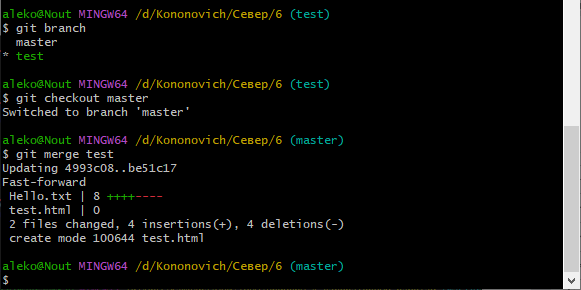 aleko@Nout MINGW64 /d/Kononovich/Север/6 (test)
$ git branch
  master
* test
aleko@Nout MINGW64 /d/Kononovich/Север/6 (test)
$ git checkout master
Switched to branch 'master'
aleko@Nout MINGW64 /d/Kononovich/Север/6 (master)
$ git merge test
Updating 4993c08..be51c17
Fast-forward
 Hello.txt | 8 ++++----
 test.html | 0
 2 files changed, 4 insertions(+), 4 deletions(-)
 create mode 100644 test.html
aleko@Nout MINGW64 /d/Kononovich/Север/6 (master)
$